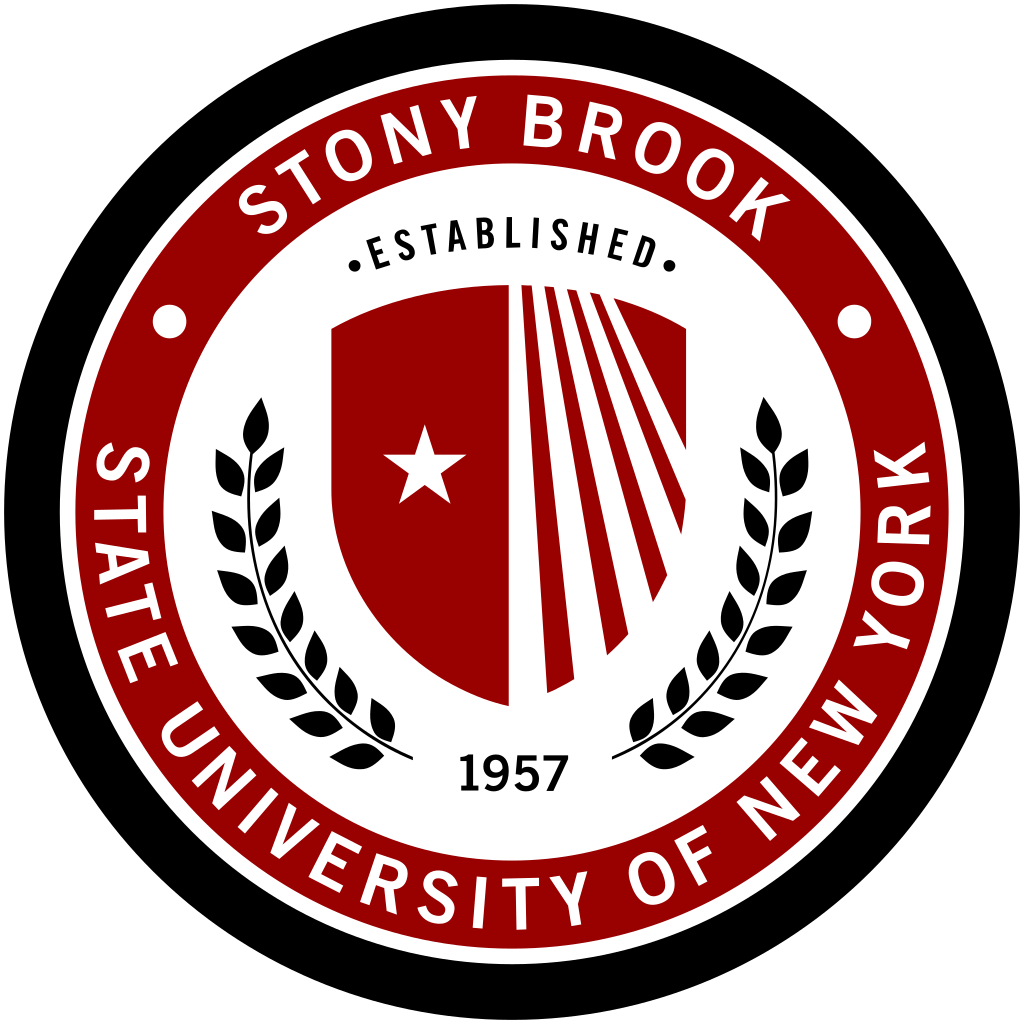 STONY BROOK
•ESTABLISHED•
1957
STATE UNIVERSITY OF NEW YORK